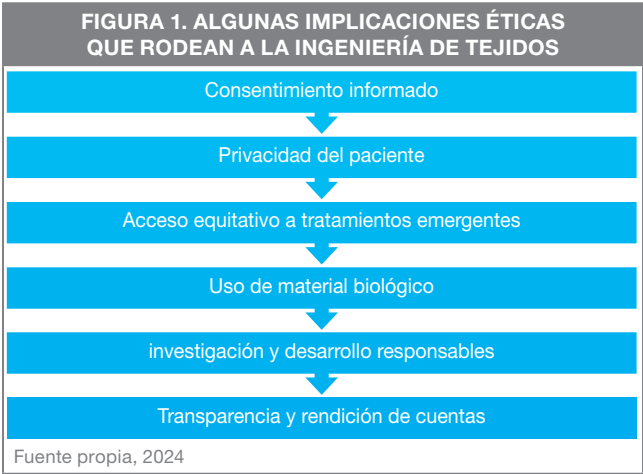 FIGURA 1. ALGUNAS IMPLICACIONES ÉTICAS
QUE RODEAN A LA INGENIERÍA DE TEJIDOS
Consentimiento informado
Privacidad del paciente
Acceso equitativo a tratamientos emergentes
Uso de material biológico
investigación y desarrollo responsables
Transparencia y rendición de cuentas
Fuente propia, 2024